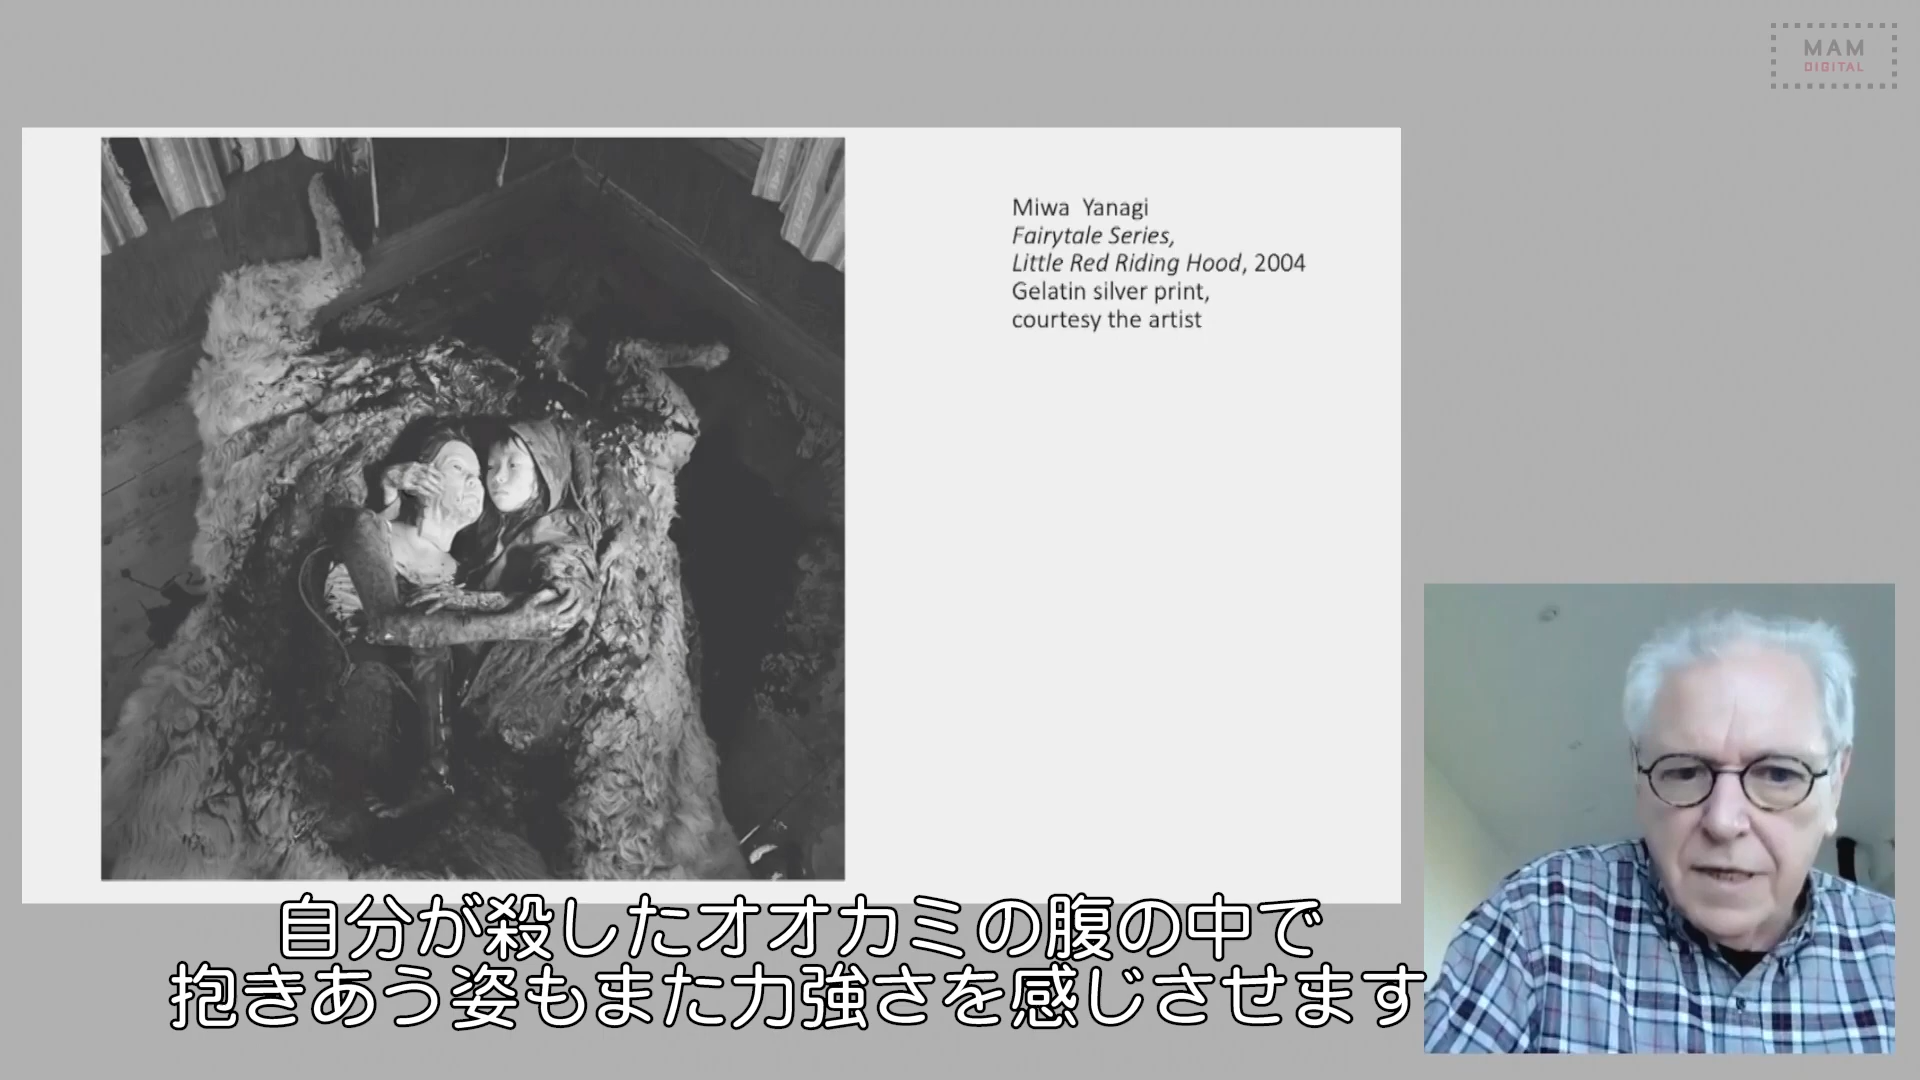 MAM
DIGITAL
Miwa Yanagi
Fairytale Series,
Little Red Riding Hood, 2004
Gelatin silver print,
courtesy the artist
自分が殺したオオカミの腹の中で
抱きあう姿もまた力強さを感じさせます